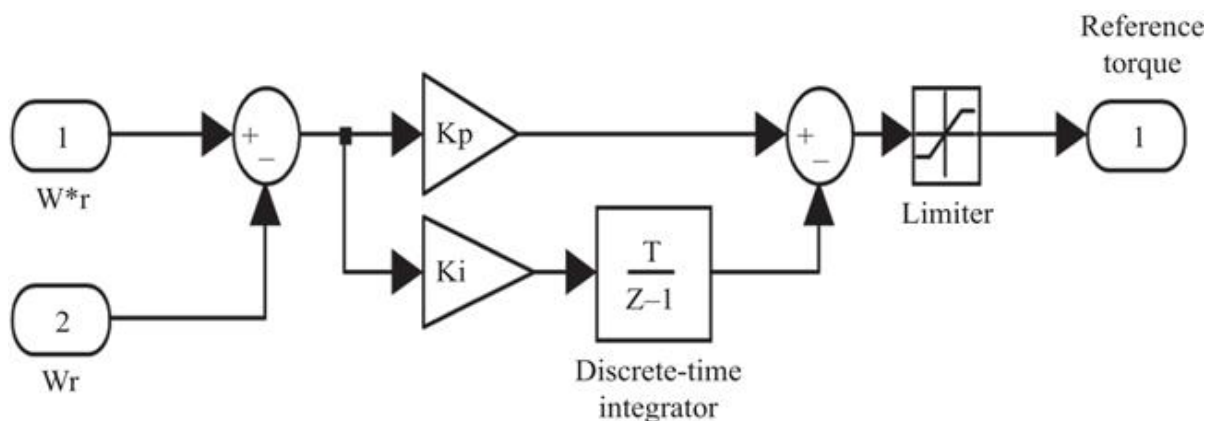 Reference
torque
1
W*r
+
−
Kp
+
−
1
Limiter
Ki
T
Z−1
2
Wr
Discrete-time
integrator